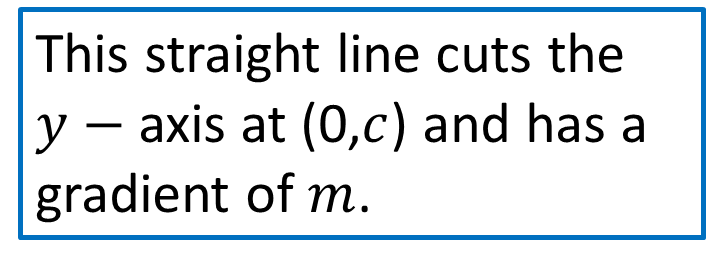 This straight line cuts the
y − axis at (0,c) and has a
gradient of m.